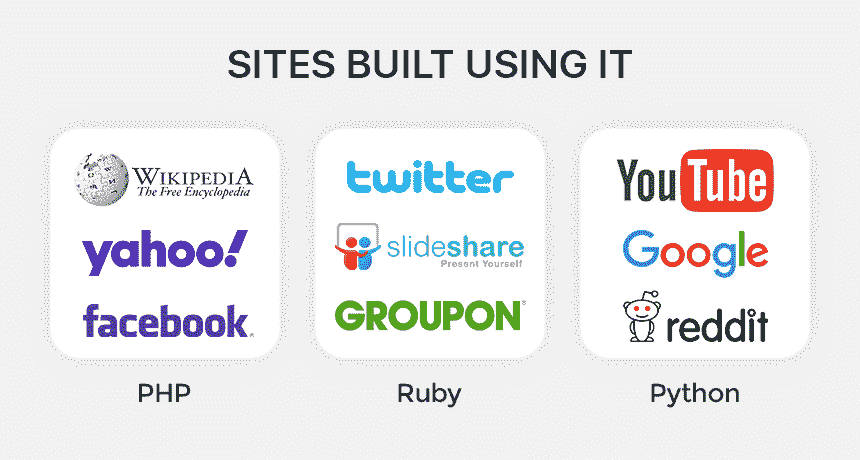 SITES BUILT USING IT
WIKIPEDIA
The Free Encyclopedia
yahoo!
facebook
PHP
twitter
slideshare
Present Yourself
GROUPON
Ruby
YouTube
Google
reddit
Python